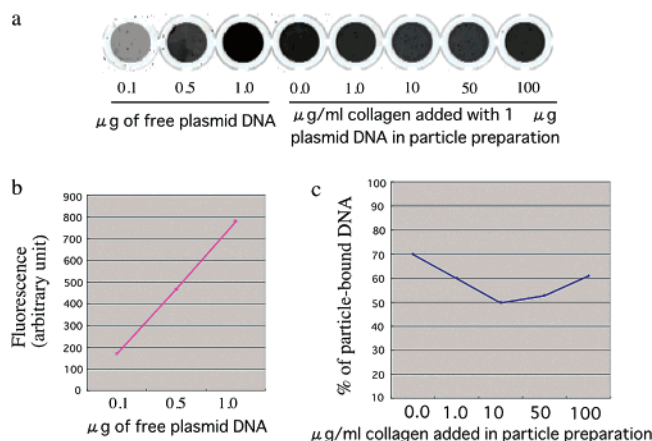 a
0.1 0.5 1.0 0.0 1.0 10 50 100
μg of free plasmid DNA
μg/ml collagen added with 1 μg
plasmid DNA in particle preparation
b
Fluorescence
(arbitrary unit)
900
800
700
600
500
400
300
200
100
0
0.1 0.5 1.0
μg of free plasmid DNA
c
% of particle-bound DNA
100
90
80
70
60
50
40
30
20
10
0.0 1.0 10 50 100
μg/ml collagen added in particle preparation